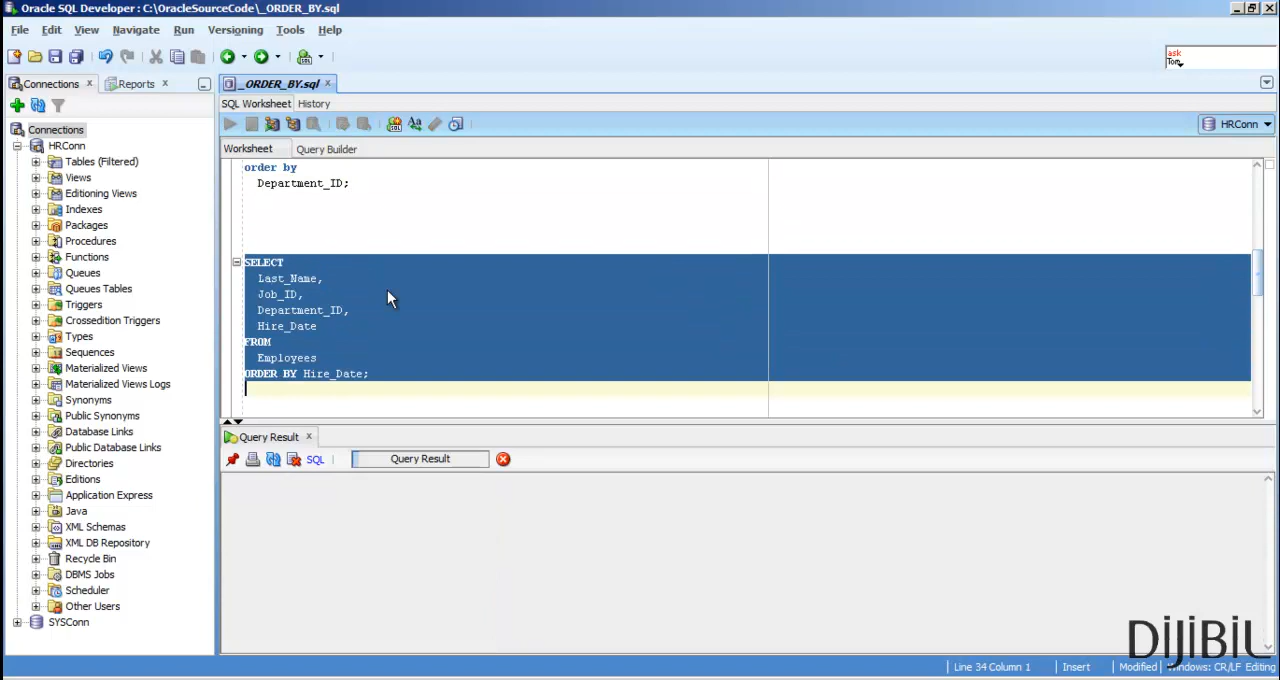 Oracle SQL Developer : C:\OracleSourceCode\_ORDER_BY.sql
File Edit View Navigate Run Versioning Tools Help
ask
Tom
Connections Reports _ORDER_BY.sql
SQL Worksheet History
HRConn
Worksheet Query Builder
Connections
HRConn
Tables (Filtered)
Views
Editioning Views
Indexes
Packages
Procedures
Functions
Queues
Queues Tables
Triggers
Crossedition Triggers
Types
Sequences
Materialized Views
Materialized Views Logs
Synonyms
Public Synonyms
Database Links
Public Database Links
Directories
Editions
Application Express
Java
XML Schemas
XML DB Repository
Recycle Bin
DBMS Jobs
Scheduler
Other Users
SYSConn
order by
Department_ID;
SELECT
Last_Name,
Job_ID,
Department_ID,
Hire_Date
FROM
Employees
ORDER BY Hire_Date;
Query Result
SQL Query Result
DIJIBIL
Line 34 Column 1 Insert Modified Windows: CR/LF Editing